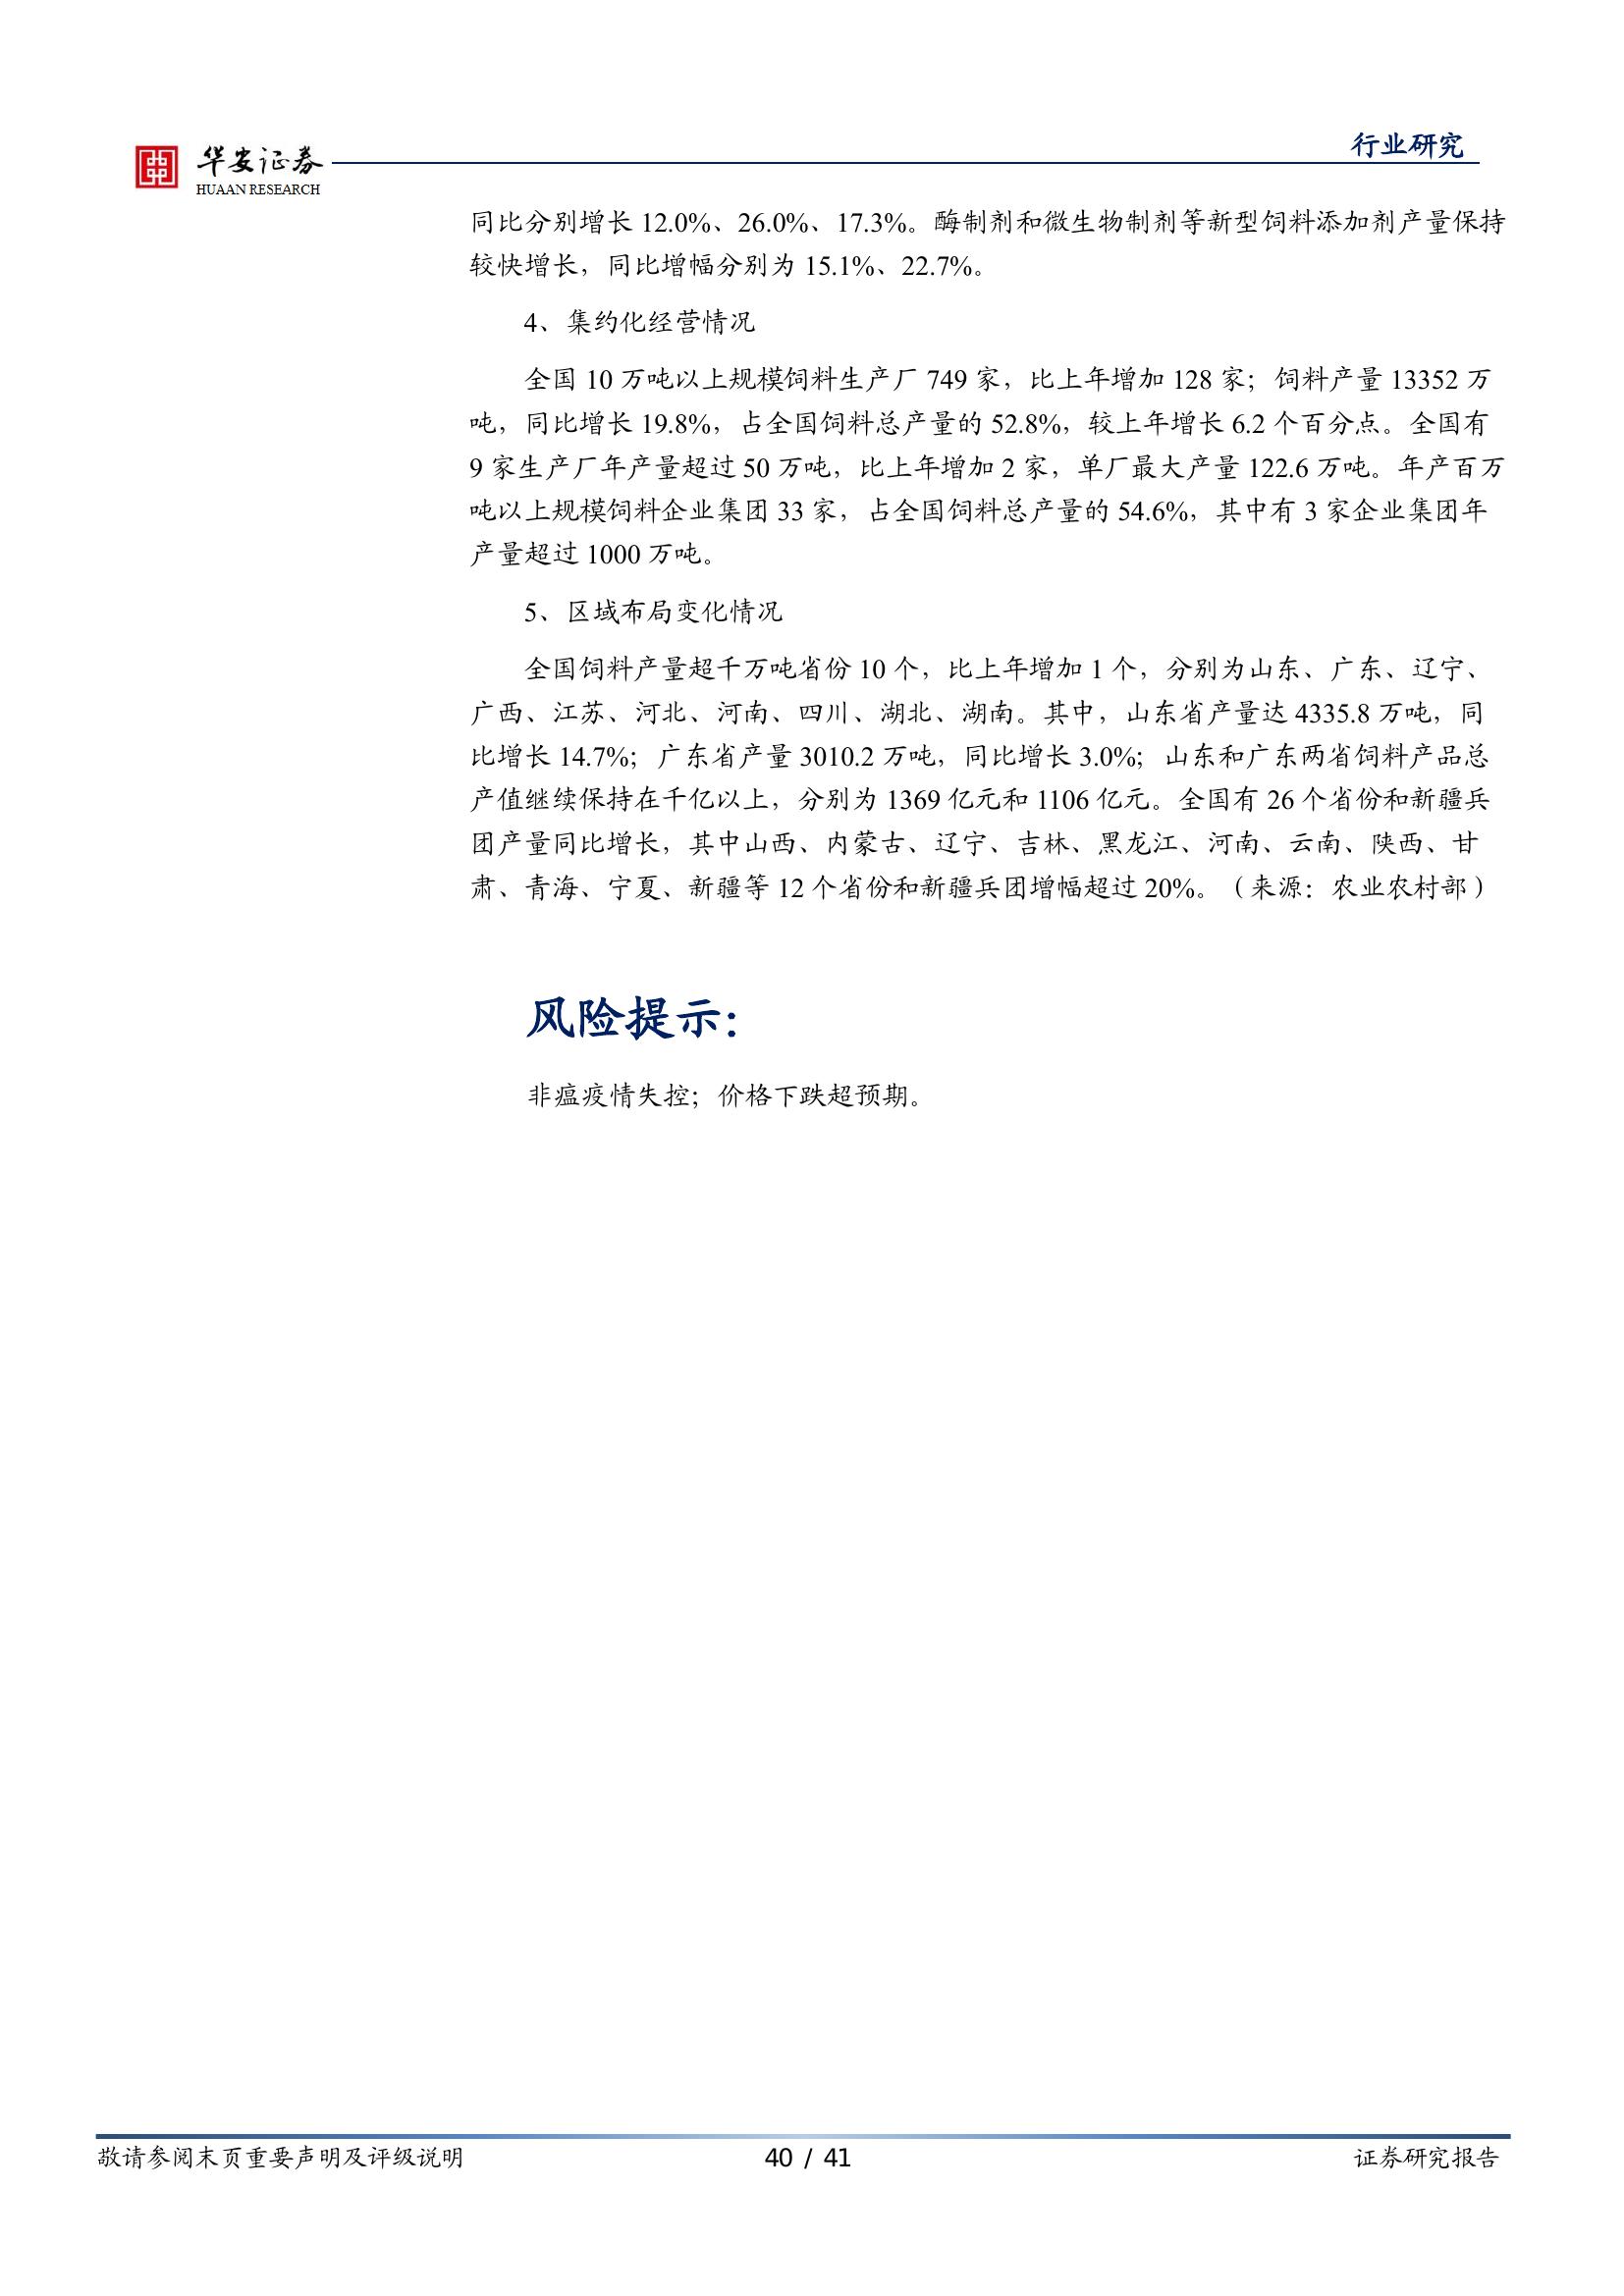 华安证券
HUAAN RESEARCH
行业研究
同比分别增长 12.0%、26.0%、17.3%。酶制剂和微生物制剂等新型饲料添加剂产量保持
较快增长，同比增幅分别为 15.1%、22.7%。
4、集约化经营情况
全国 10 万吨以上规模饲料生产厂 749 家，比上年增加 128 家；饲料产量 13352 万
吨，同比增长 19.8%，占全国饲料总产量的 52.8%，较上年增长 6.2 个百分点。全国有
9 家生产厂年产量超过 50 万吨，比上年增加 2 家，单厂最大产量 122.6 万吨。年产百万
吨以上规模饲料企业集团 33 家，占全国饲料总产量的 54.6%，其中有 3 家企业集团年
产量超过 1000 万吨。
5、区域布局变化情况
全国饲料产量超千万吨省份 10 个，比上年增加 1 个，分别为山东、广东、辽宁、
广西、江苏、河北、河南、四川、湖北、湖南。其中，山东省产量达 4335.8 万吨，同
比增长 14.7%；广东省产量 3010.2 万吨，同比增长 3.0%；山东和广东两省饲料产品总
产值继续保持在千亿以上，分别为 1369 亿元和 1106 亿元。全国有 26 个省份和新疆兵
团产量同比增长，其中山西、内蒙古、辽宁、吉林、黑龙江、河南、云南、陕西、甘
肃、青海、宁夏、新疆等 12 个省份和新疆兵团增幅超过 20%。（来源：农业农村部）
风险提示：
非瘟疫情失控；价格下跌超预期。
敬请参阅末页重要声明及评级说明
40 / 41
证券研究报告